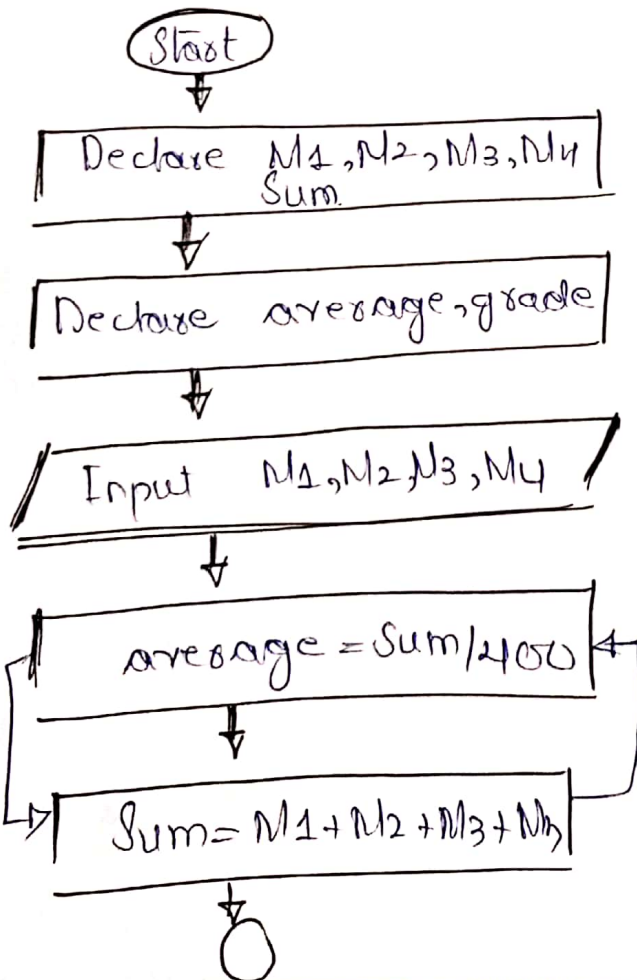 Start
Declare M1, M2, M3, M4
Sum.
Declare average, grade
Input M1, M2, M3, M4
average = Sum/400
Sum = M1 + M2 + M3 +